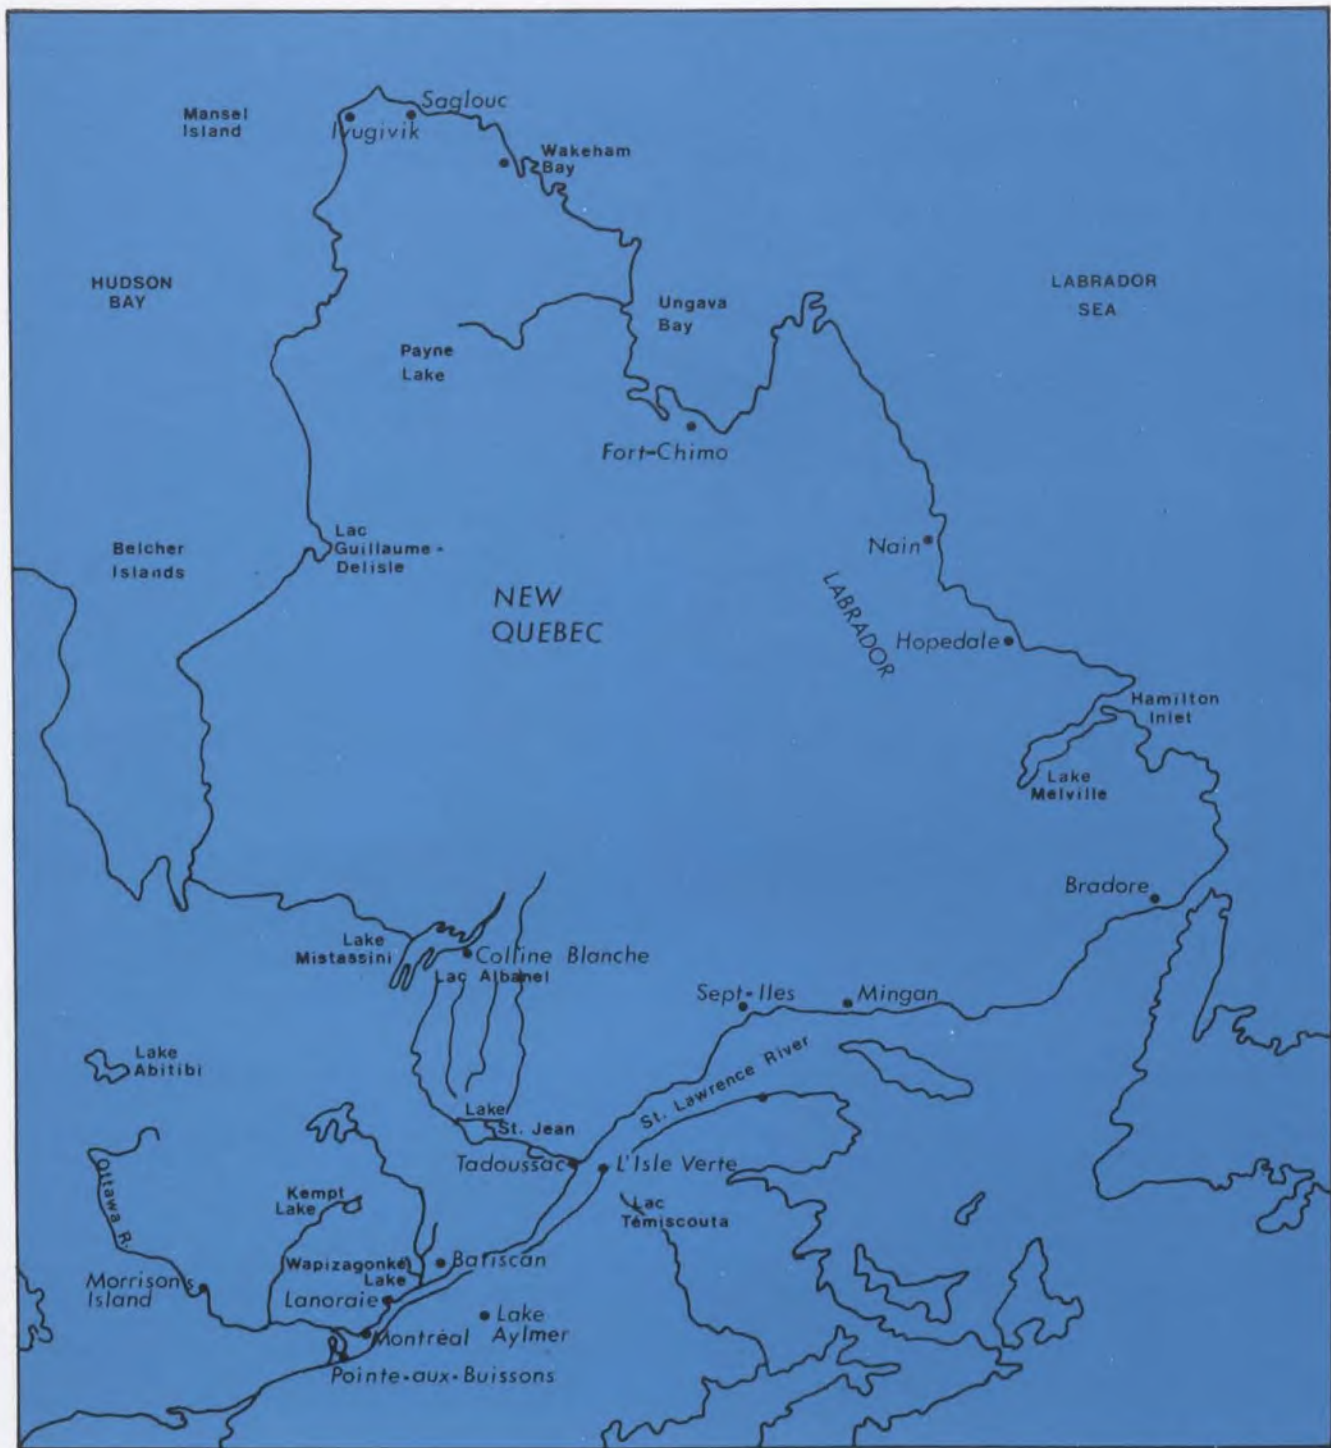 Saglouc
Mansel
Island
Ivugivik
Wakeham
Bay
HUDSON
BAY
LABRADOR
SEA
Ungava
Bay
Payne
Lake
Fort-Chimo
Lac
Guillaume-
Delisle
Belcher
Islands
Nain
NEW
QUEBEC
LABRADOR
Hopedale
Hamilton
Inlet
Lake
Melville
Bradore
Lake
Mistassini
Colline Blanche
Lac Albanel
Sept-Iles
Mingan
Lake
Abitibi
St. Lawrence River
Lake
St. Jean
Tadoussac
L'Isle Verte
Ottawa R.
Kempt
Lake
Lac
Témiscouta
Wapizagonke
Lake
Batiscan
Morrison's
Island
Lanoraie
Lake
Aylmer
Montréal
Pointe-aux-Buissons